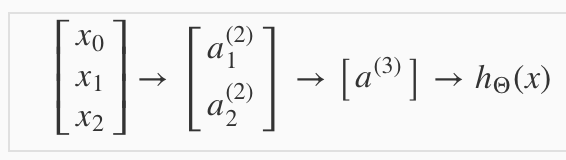 [x₀ x₁ x₂] → [a₁⁽²⁾ a₂⁽²⁾] → [a⁽³⁾] → h_Θ(x)